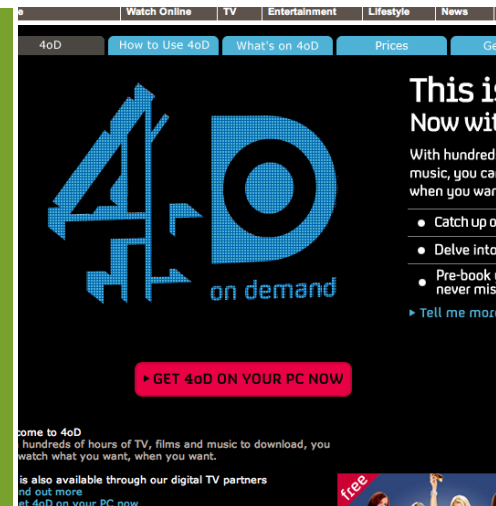 e
Watch Online TV Entertainment Lifestyle News
4oD How to Use 4oD What's on 4oD Prices Ge
4oD
on demand
This is
Now wit
With hundred
music, you ca
when you wan
Catch up o
Delve into
Pre-book
never mis
Tell me more
GET 4oD ON YOUR PC NOW
come to 4oD
hundreds of hours of TV, films and music to download, you
watch what you want, when you want.
is also available through our digital TV partners
nd out more
et 4oD on your PC now
free